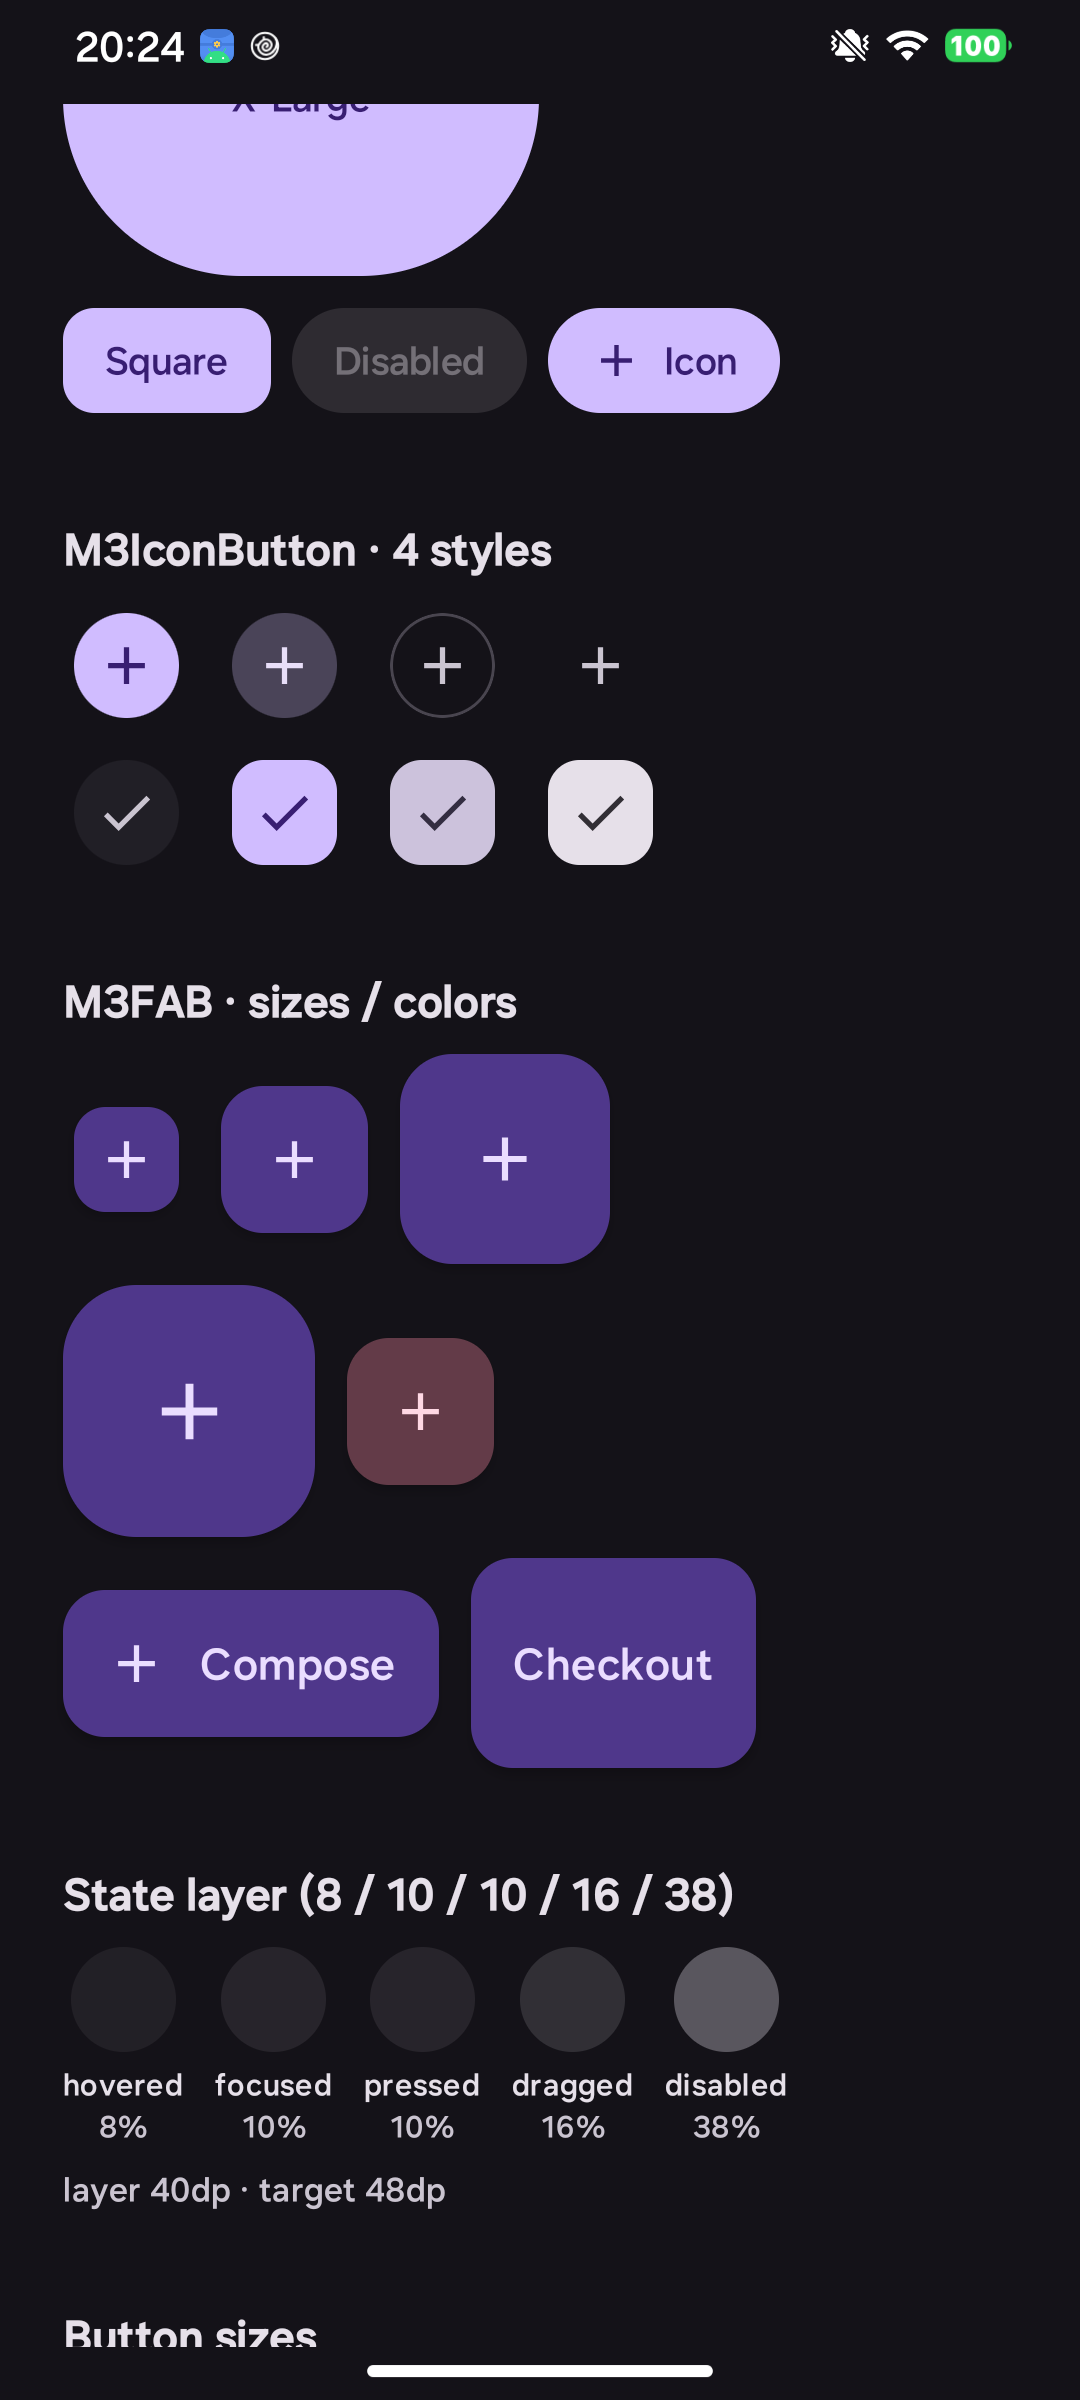 20:24
100
X-Large
Square
Disabled
Icon
M3IconButton · 4 styles
M3FAB · sizes / colors
Compose
Checkout
State layer (8 / 10 / 10 / 16 / 38)
hovered
8%
focused
10%
pressed
10%
dragged
16%
disabled
38%
layer 40dp · target 48dp
Button sizes